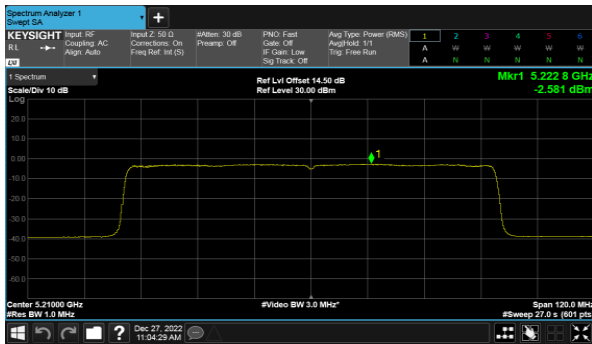 Spectrum Analyzer 1
Swept SA
+
KEYSIGHT Input: RF Input Z: 50 Ω #Atten: 30 dB PNO: Fast Avg Type: Power (RMS) 1 2 3 4 5 6
RL Coupling: AC Corrections: On Preamp: Off Gate: Off Avg|Hold: 1/1 A W W W W W
Align: Auto Freq Ref: Int (S) IF Gain: Low Trig: Free Run
LXI Sig Track: Off A N N N N N
1 Spectrum Ref Lvl Offset 14.50 dB Mkr1 5.222 8 GHz
Scale/Div 10 dB Ref Level 30.00 dBm -2.581 dBm
Log
20.0
10.0
1
0.00
-10.0
-20.0
-30.0
-40.0
-50.0
-60.0
Center 5.21000 GHz #Video BW 3.0 MHz* Span 120.0 MHz
#Res BW 1.0 MHz #Sweep 27.0 s (601 pts)
? Dec 27, 2022
11:04:29 AM